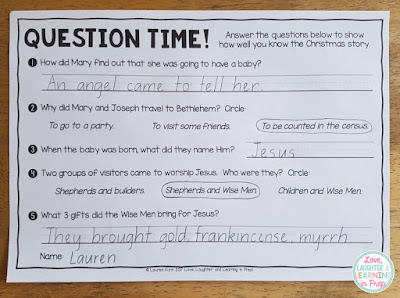 QUESTION TIME!
Answer the questions below to show
how well you know the Christmas story.
1 How did Mary find out that she was going to have a baby?
An angel came to tell her.
2 Why did Mary and Joseph travel to Bethlehem? Circle:
To go to a party. To visit some friends. To be counted in the census.
3 When the baby was born, what did they name Him? Jesus
4 Two groups of visitors came to worship Jesus. Who were they? Circle:
Shepherds and builders. Shepherds and Wise Men. Children and Wise Men.
5 What 3 gifts did the Wise Men bring for Jesus?
They brought gold, frankincense, myrrh
Name: Lauren
© Lauren Love, Laughter and Learning in Prep
Love,
LAUGHTER &
LEARNING
in Prep